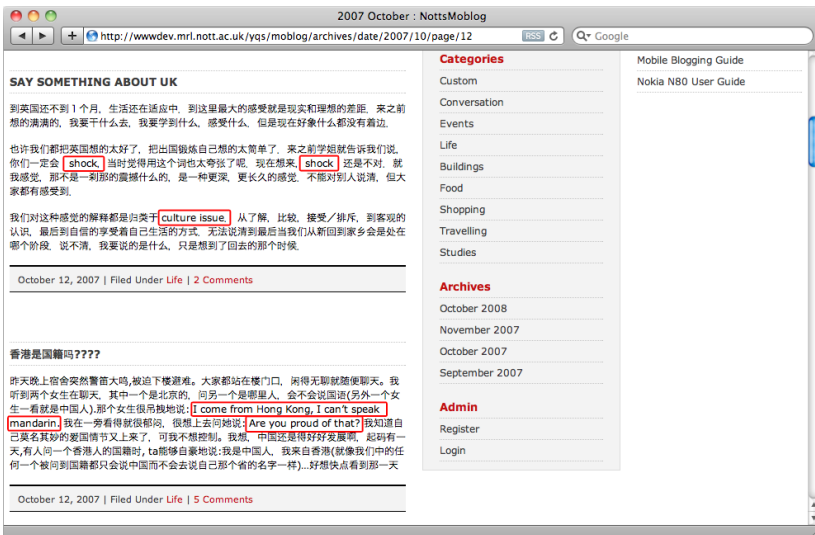 2007 October : NottsMoblog
http://wwwdev.mrl.nott.ac.uk/yqs/moblog/archives/date/2007/10/page/12
RSS
Google
SAY SOMETHING ABOUT UK
到英国还不到 1 个月, 生活还在适应中, 到这里最大的感受就是现实和理想的差距. 来之前
想的满满的, 我要干什么去, 我要学到什么, 感受什么, 但是现在好象什么都没有着边.
也许我们都把英国想的太好了, 把出国锻炼自己想的太简单了. 来之前学姐就告诉我们说,
你们一定会 shock, 当时觉得用这个词也太夸张了呢. 现在想来, shock 还是不对. 就
我感觉, 那不是一刹那的震撼什么的, 是一种更深, 更长久的感觉. 不能对别人说清, 但大
家都有感受到.
我们对这种感觉的解释都是归类于 culture issue, 从了解, 比较, 接受／排斥, 到客观的
认识, 最后到自信的享受着自己生活的方式. 无法说清到最后当我们从新回到家乡会是处在
哪个阶段, 说不清, 我要说的是什么. 只是想到了回去的那个时候.
October 12, 2007 | Filed Under Life | 2 Comments
香港是国籍吗????
昨天晚上宿舍突然警笛大鸣,被迫下楼避难。大家都站在楼门口, 闲得无聊就随便聊天。我
听到两个女生在聊天, 其中一个是北京的, 问另一个是哪里人, 会不会说国语(另外一个女
生一看就是中国人).那个女生很吊拽地说: I come from Hong Kong, I can't speak
mandarin. 我在一旁看得就很郁闷, 很想上去问她说: Are you proud of that? 我知道自
己莫名其妙的爱国情节又上来了, 可我不想控制。我想, 中国还是得好好发展啊, 起码有一
天,有人问一个香港人的国籍时, ta能够自豪地说:我是中国人, 我来自香港(就像我们中的任
何一个被问到国籍都只会说中国而不会去说自己那个省的名字一样)...好想快点看到那一天
October 12, 2007 | Filed Under Life | 5 Comments
Categories
Custom
Conversation
Events
Life
Buildings
Food
Shopping
Travelling
Studies
Archives
October 2008
November 2007
October 2007
September 2007
Admin
Register
Login
Mobile Blogging Guide
Nokia N80 User Guide